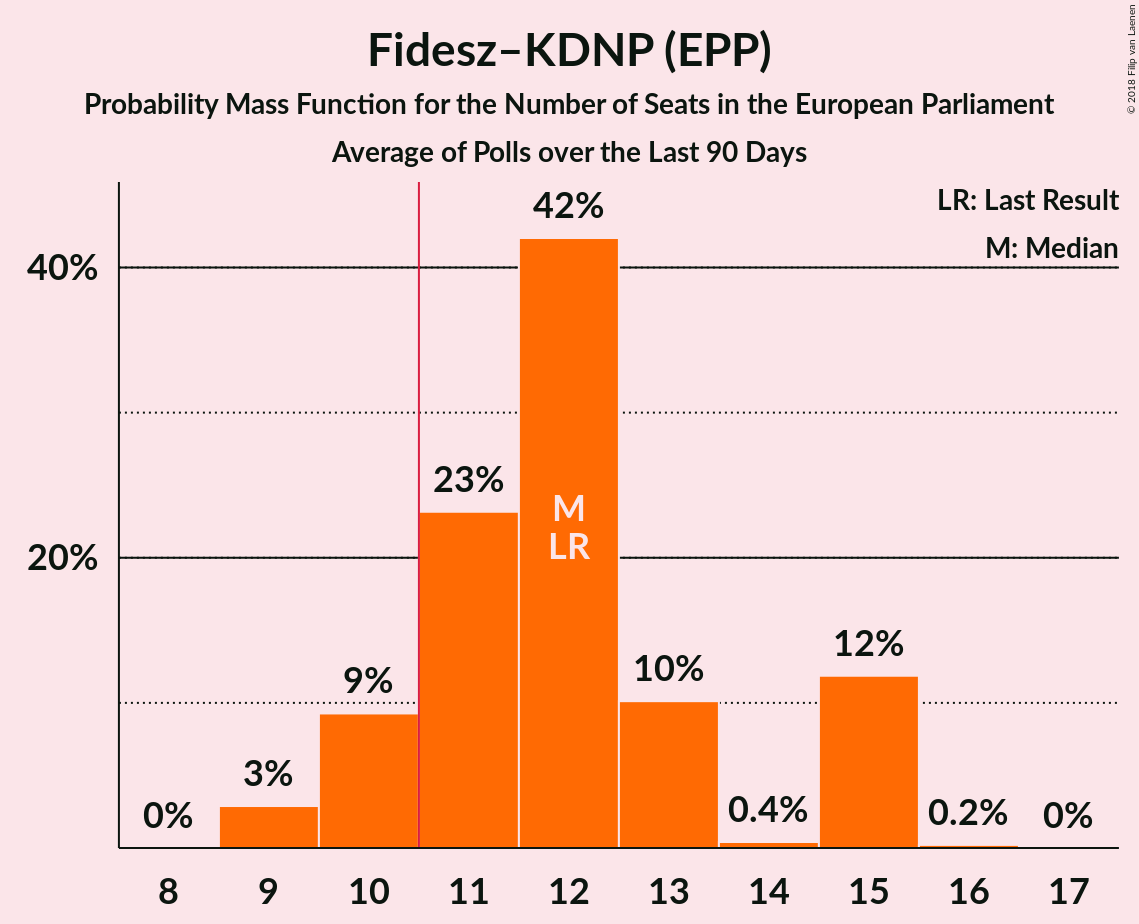 Fidesz–KDNP (EPP)
Probability Mass Function for the Number of Seats in the European Parliament
Average of Polls over the Last 90 Days
© 2018 Filip van Laenen
LR: Last Result
M: Median
40%
20%
0%
3%
9%
23%
42%
10%
0.4%
12%
0.2%
0%
M
LR
8
9
10
11
12
13
14
15
16
17